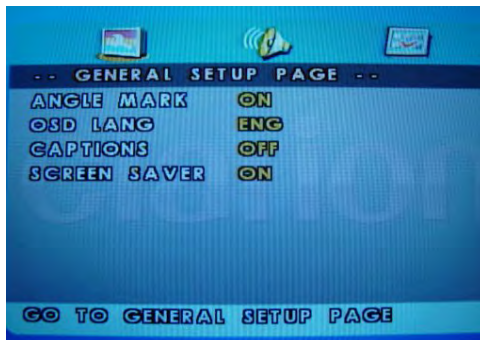 -- GENERAL SETUP PAGE --
ANGLE MARK ON
OSD LANG ENG
CAPTIONS OFF
SCREEN SAVER ON
GO TO GENERAL SETUP PAGE